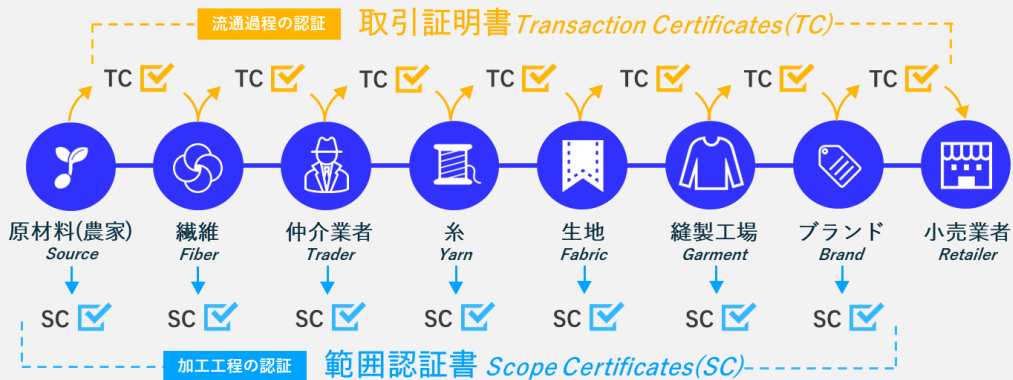 流通過程の認証 取引証明書 Transaction Certificates(TC)
TC TC TC TC TC TC TC
原材料(農家) 繊維 仲介業者 糸 生地 縫製工場 ブランド 小売業者
Source Fiber Trader Yarn Fabric Garment Brand Retailer
SC SC SC SC SC SC SC
加工工程の認証 範囲認証書 Scope Certificates(SC)